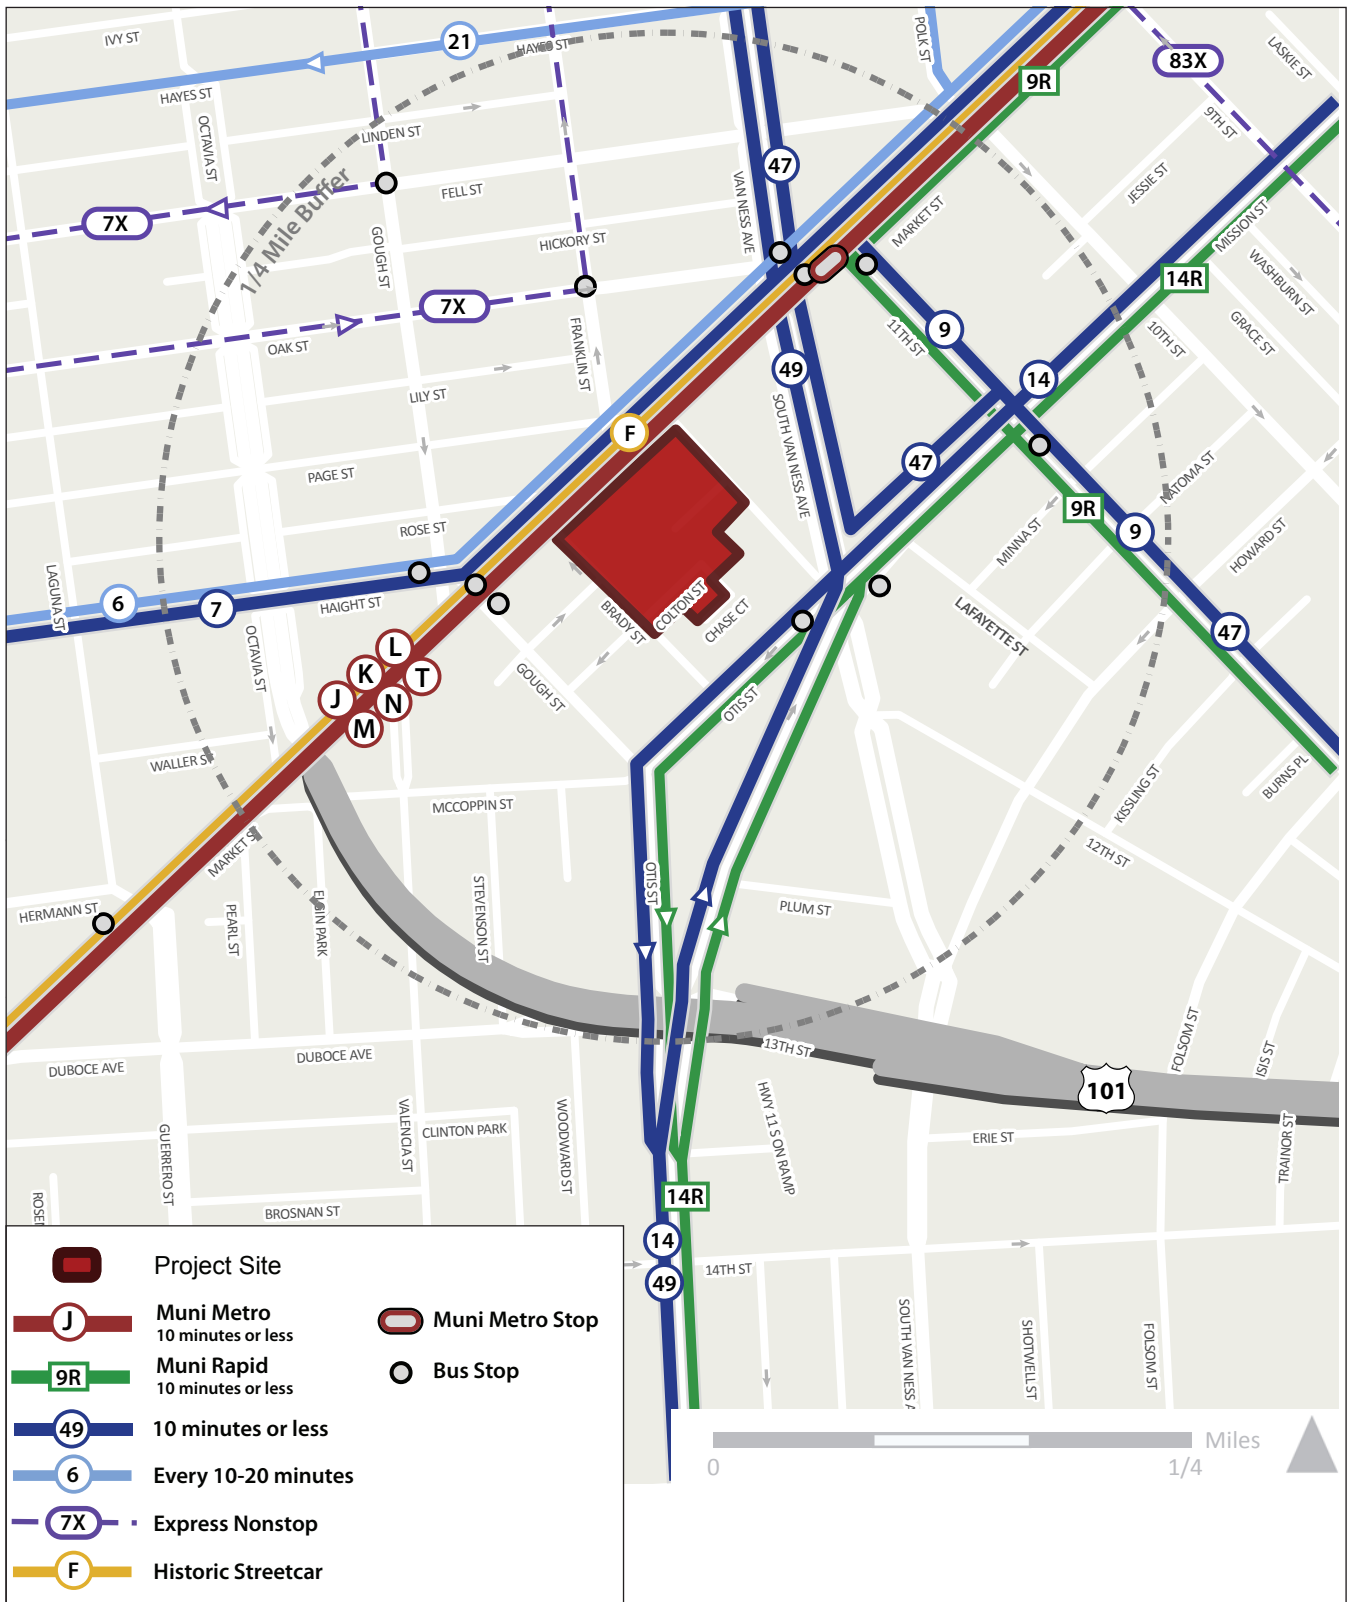 IVY ST
21
HAYES ST
POLK ST
83X
LASKIE ST
9R
HAYES ST
OCTAVIA ST
LINDEN ST
9TH ST
47
VAN NESS AVE
JESSIE ST
1/4 Mile Buffer
FELL ST
MARKET ST
MISSION ST
7X
GOUGH ST
HICKORY ST
WASHBURN ST
14R
7X
9
11TH ST
GRACE ST
10TH ST
OAK ST
FRANKLIN ST
49
14
LILY ST
SOUTH VAN NESS AVE
F
47
PAGE ST
NATOMA ST
9R
ROSE ST
MINNA ST
9
HOWARD ST
LAGUNA ST
6
7
HAIGHT ST
BRADY ST
COLTON ST
CHASE CT
LAFAYETTE ST
47
OCTAVIA ST
L
K
T
J
N
M
GOUGH ST
OTIS ST
WALLER ST
MCCOPPIN ST
KISSLING ST
BURNS PL
MARKET S
12TH ST
OTIS ST
HERMANN ST
PEARL ST
ELGIN PARK
STEVENSON ST
PLUM ST
DUBOCE AVE
DUBOCE AVE
13TH ST
FOLSOM ST
ISIS ST
101
GUERRERO ST
VALENCIA ST
CLINTON PARK
WOODWARD ST
HWY 11 S ON RAMP
ERIE ST
TRAINOR ST
ROSEM
BROSNAN ST
14R
14
49
14TH ST
SOUTH VAN NESS A
SHOTWELL ST
FOLSOM ST
Project Site
J
Muni Metro
10 minutes or less
Muni Metro Stop
9R
Muni Rapid
10 minutes or less
Bus Stop
49
10 minutes or less
6
Every 10-20 minutes
7X
Express Nonstop
F
Historic Streetcar
Miles
0
1/4